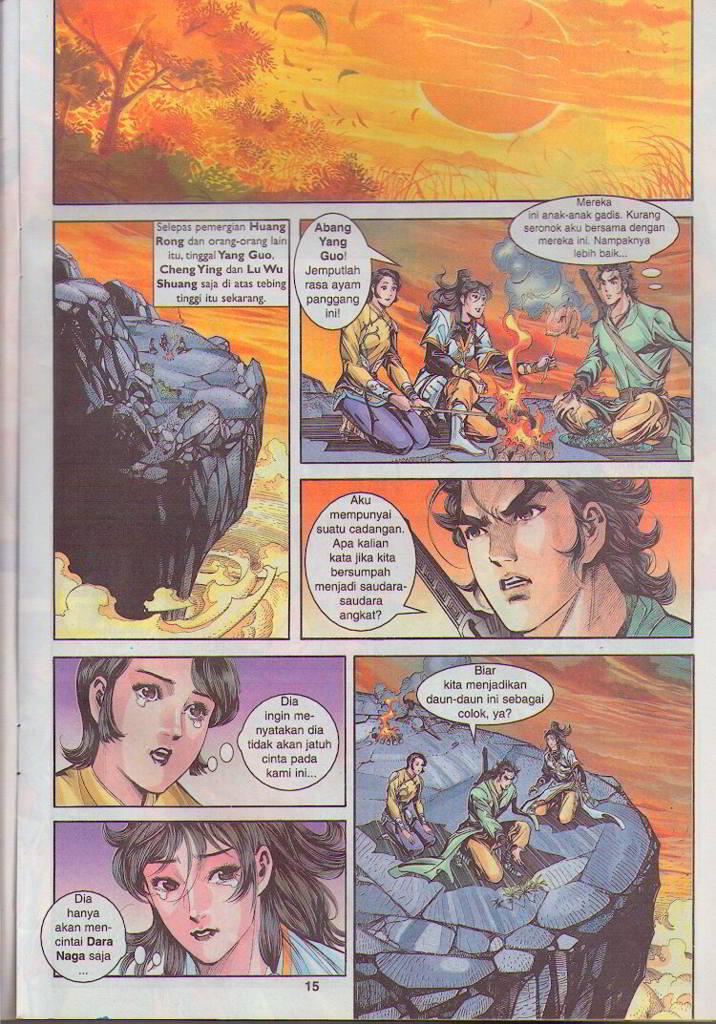 Selepas pemergian Huang
Rong dan orang-orang lain
itu, tinggal Yang Guo,
Cheng Ying dan Lu Wu
Shuang saja di atas tebing
tinggi itu sekarang.
Abang
Yang
Guo!
Jemputlah
rasa ayam
panggang
ini!
Mereka
ini anak-anak gadis. Kurang
seronok aku bersama dengan
mereka ini. Nampaknya
lebih baik...
Aku
mempunyai
suatu cadangan.
Apa kalian
kata jika kita
bersumpah
menjadi saudara-
saudara
angkat?
Dia
ingin me-
nyatakan dia
tidak akan jatuh
cinta pada
kami ini...
Dia
hanya
akan men-
cintai Dara
Naga saja
...
Biar
kita menjadikan
daun-daun ini sebagai
colok, ya?
15